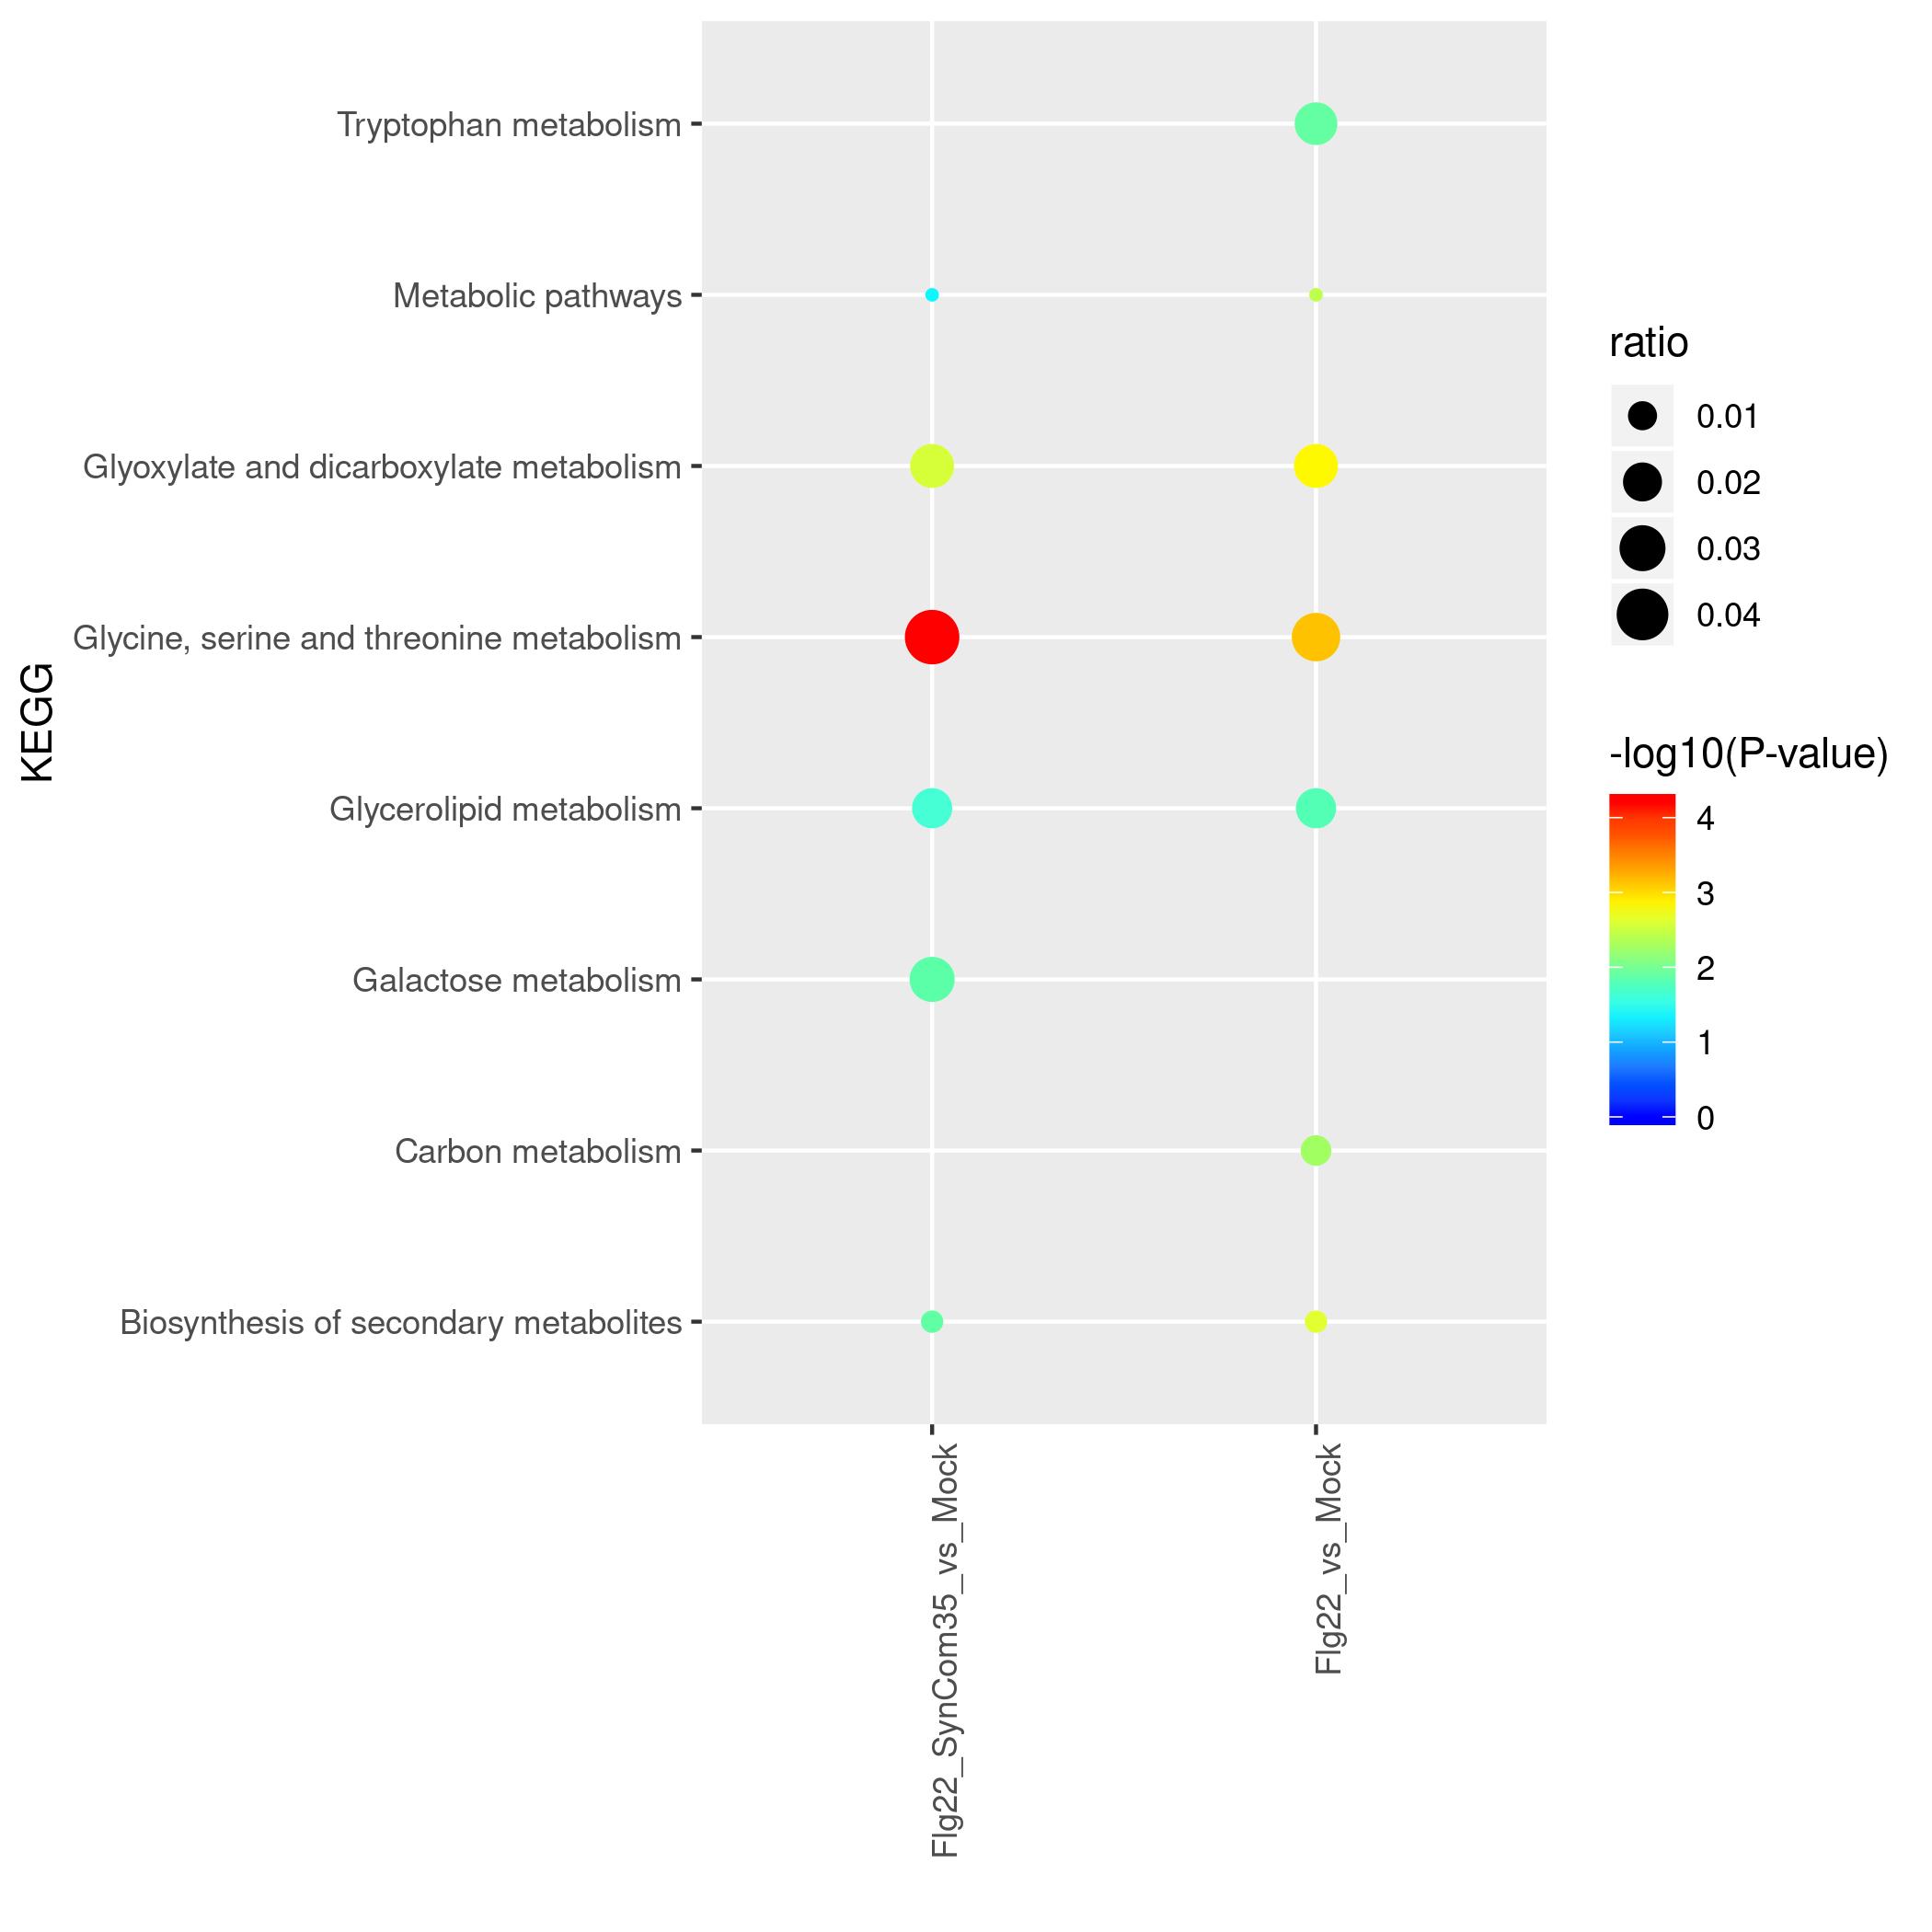 KEGG
Tryptophan metabolism
Metabolic pathways
Glyoxylate and dicarboxylate metabolism
Glycine, serine and threonine metabolism
Glycerolipid metabolism
Galactose metabolism
Carbon metabolism
Biosynthesis of secondary metabolites
Flg22_SynCom35_vs_Mock
Flg22_vs_Mock
ratio
0.01
0.02
0.03
0.04
-log10(P-value)
4
3
2
1
0